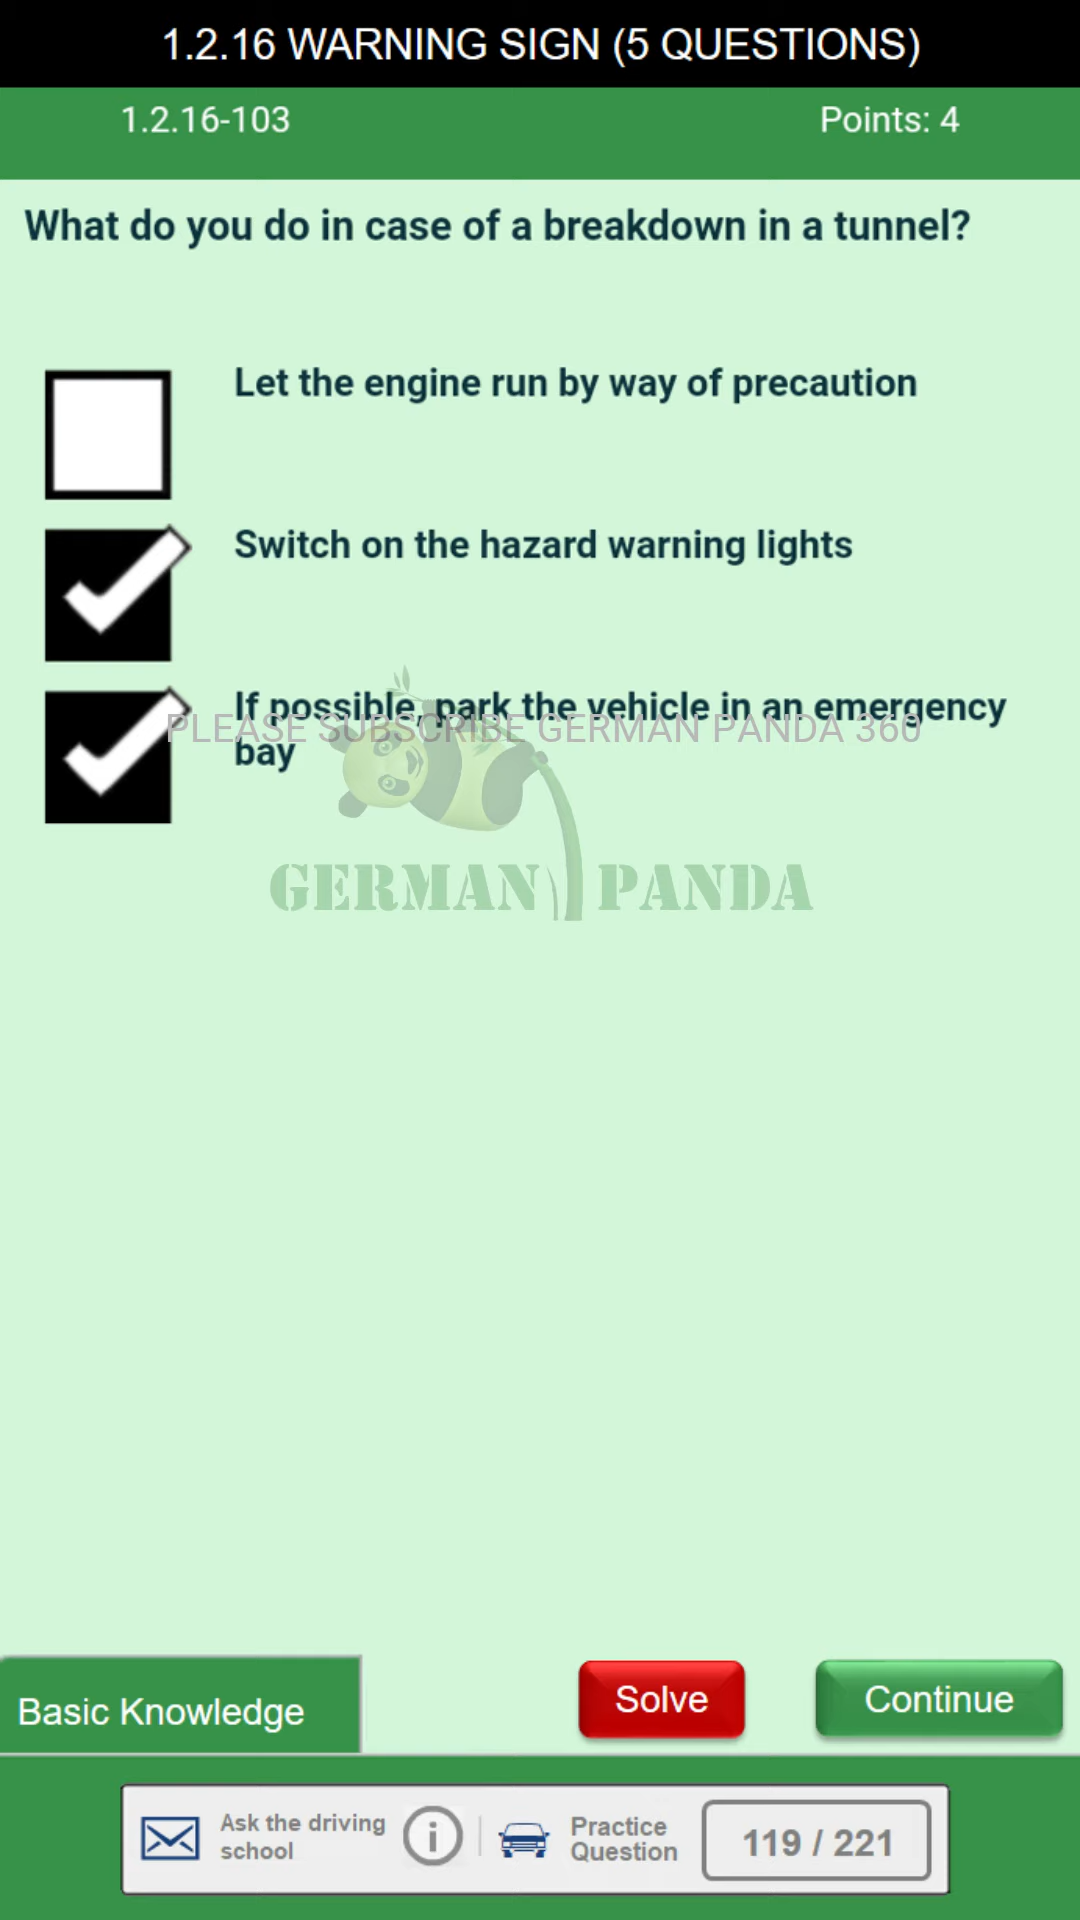 1.2.16 WARNING SIGN (5 QUESTIONS)
1.2.16-103
Points: 4
What do you do in case of a breakdown in a tunnel?
Let the engine run by way of precaution
Switch on the hazard warning lights
If possible, park the vehicle in an emergency
bay
PLEASE SUBSCRIBE GERMAN PANDA 360
GERMAN PANDA
Basic Knowledge
Solve
Continue
Ask the driving
school
Practice
Question
119 / 221